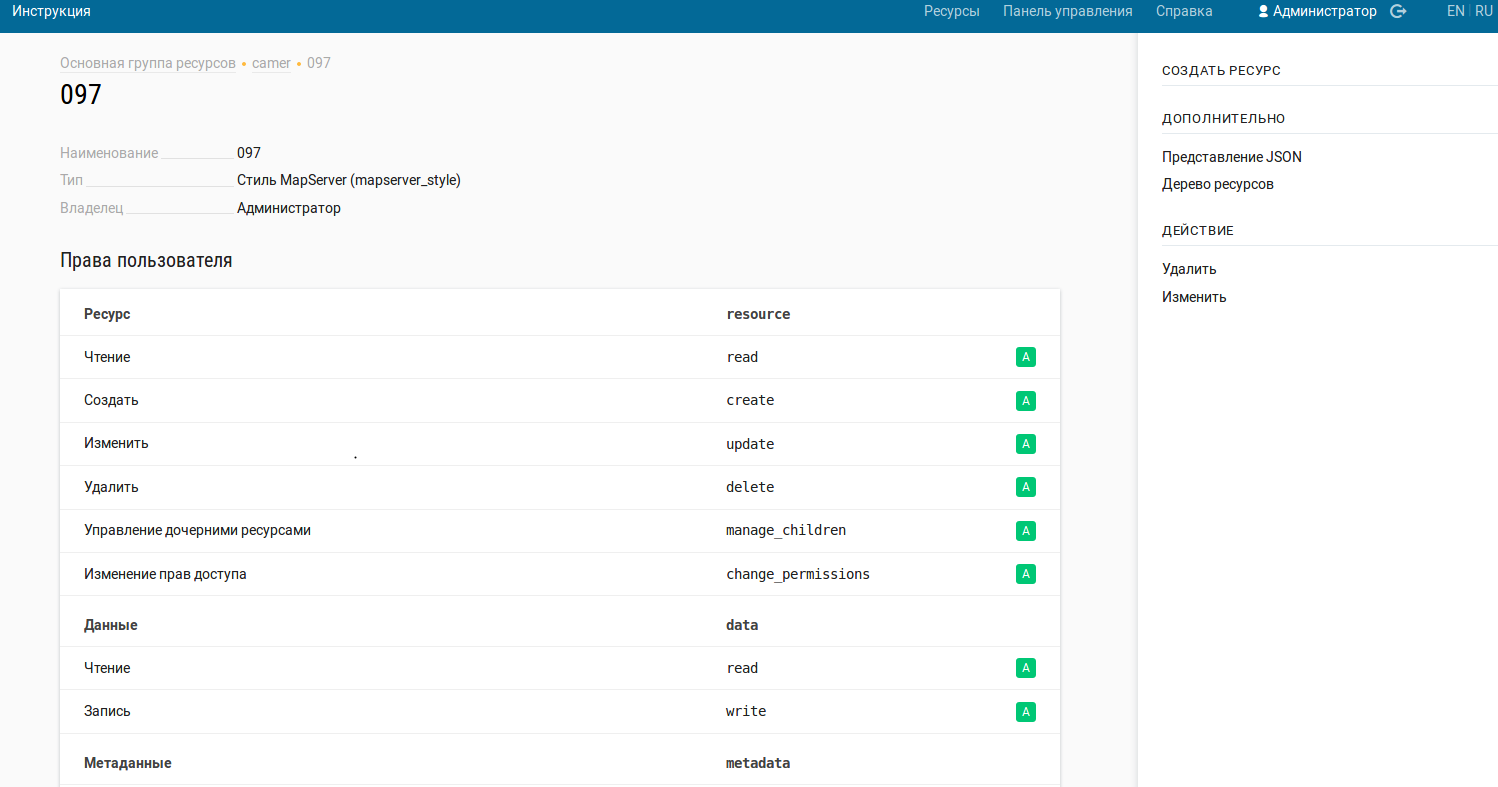 Инструкция Ресурсы Панель управления Справка Администратор EN | RU
Основная группа ресурсов • camer • 097
097
Наименование 097
Тип Стиль MapServer (mapserver_style)
Владелец Администратор
Права пользователя
Ресурс resource
Чтение read A
Создать create A
Изменить update A
Удалить delete A
Управление дочерними ресурсами manage_children A
Изменение прав доступа change_permissions A
Данные data
Чтение read A
Запись write A
Метаданные metadata
СОЗДАТЬ РЕСУРС
ДОПОЛНИТЕЛЬНО
Представление JSON
Дерево ресурсов
ДЕЙСТВИЕ
Удалить
Изменить